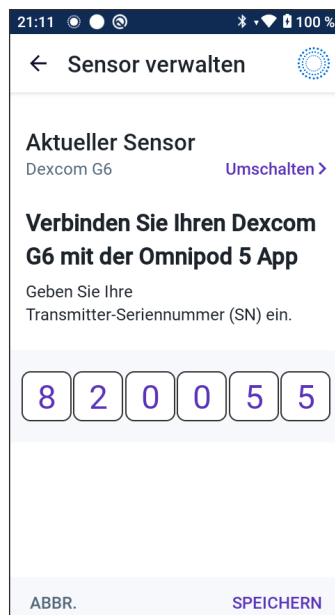 21:11 100 %
Sensor verwalten
Aktueller Sensor
Dexcom G6 Umschalten
Verbinden Sie Ihren Dexcom
G6 mit der Omnipod 5 App
Geben Sie Ihre
Transmitter-Seriennummer (SN) ein.
8 2 0 0 5 5
ABBR. SPEICHERN